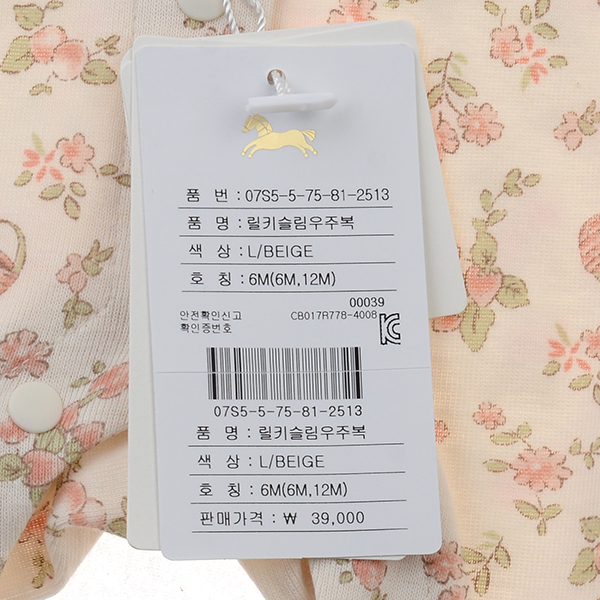 품 번 : 07S5-5-75-81-2513
품 명 : 릴키슬림우주복
색 상 : L/BEIGE
호 칭 : 6M(6M,12M)
00039
안전확인신고 CB017R778-4008
확인증번호
07S5-5-75-81-2513
품 명 : 릴키슬림우주복
색 상 : L/BEIGE
호 칭 : 6M(6M,12M)
판매가격 : ₩ 39,000